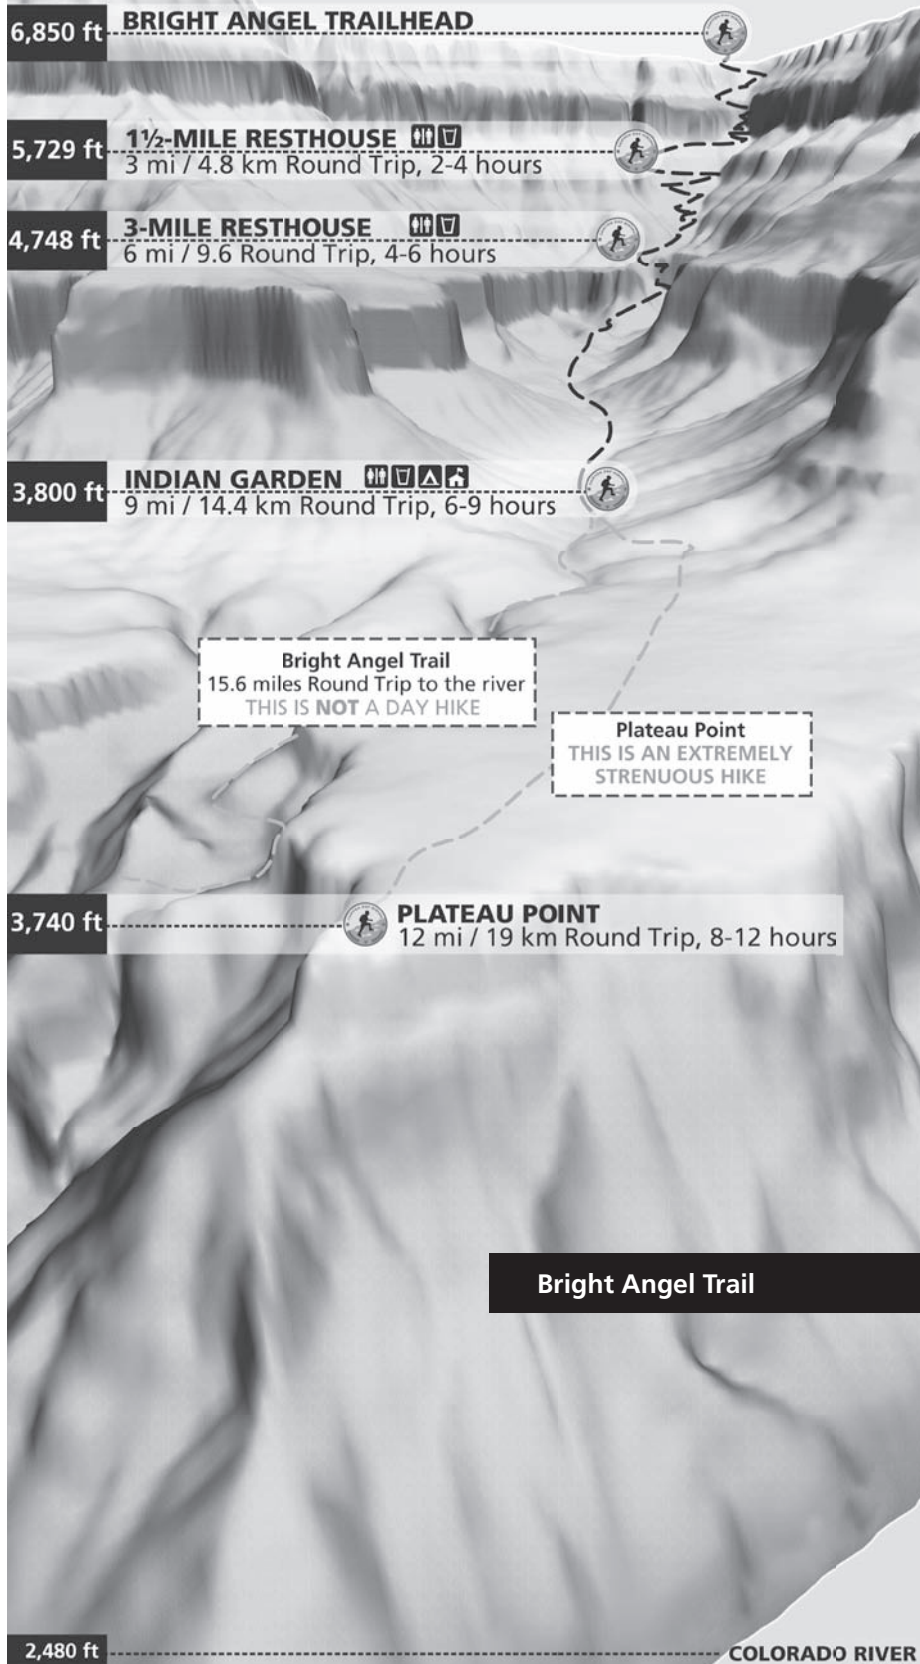 6,850 ft BRIGHT ANGEL TRAILHEAD
5,729 ft 1½-MILE RESTHOUSE
3 mi / 4.8 km Round Trip, 2-4 hours
4,748 ft 3-MILE RESTHOUSE
6 mi / 9.6 Round Trip, 4-6 hours
3,800 ft INDIAN GARDEN
9 mi / 14.4 km Round Trip, 6-9 hours
Bright Angel Trail
15.6 miles Round Trip to the river
THIS IS NOT A DAY HIKE
Plateau Point
THIS IS AN EXTREMELY
STRENUOUS HIKE
3,740 ft PLATEAU POINT
12 mi / 19 km Round Trip, 8-12 hours
Bright Angel Trail
2,480 ft COLORADO RIVER